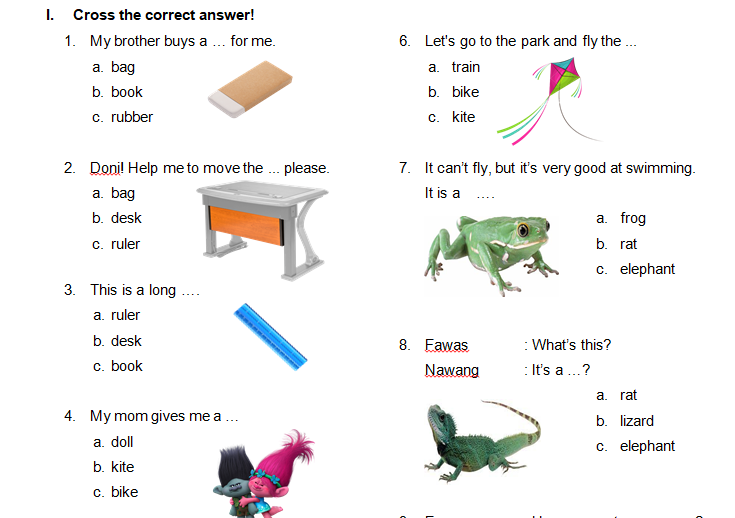 I. Cross the correct answer!
1. My brother buys a … for me.
a. bag
b. book
c. rubber
2. Doni! Help me to move the ... please.
a. bag
b. desk
c. ruler
3. This is a long ….
a. ruler
b. desk
c. book
4. My mom gives me a …
a. doll
b. kite
c. bike
6. Let's go to the park and fly the ...
a. train
b. bike
c. kite
7. It can't fly, but it's very good at swimming.
It is a ....
a. frog
b. rat
c. elephant
8. Fawas : What's this?
Nawang : It's a …?
a. rat
b. lizard
c. elephant